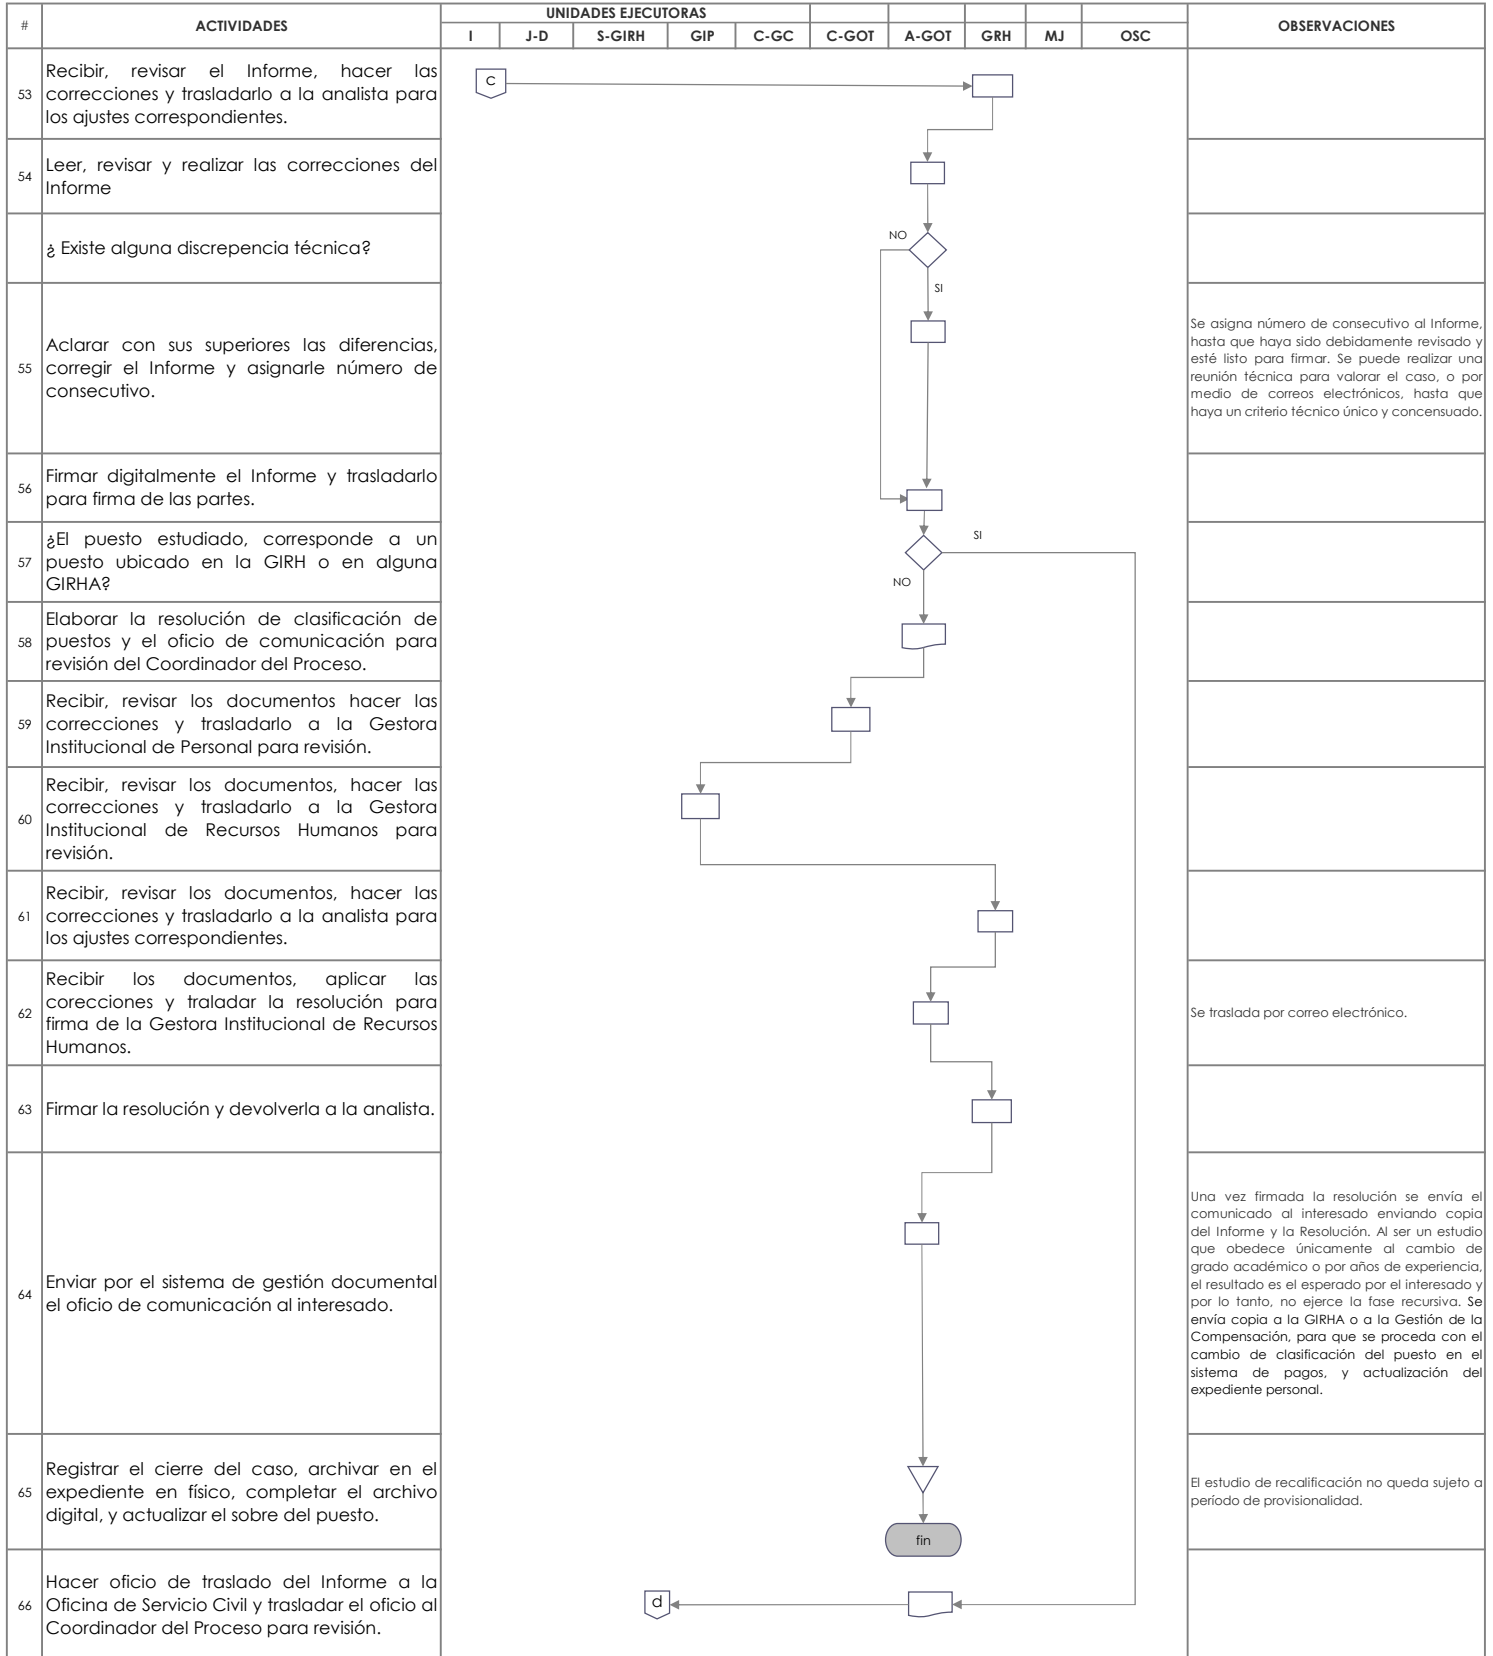 #
ACTIVIDADES
UNIDADES EJECUTORAS
OBSERVACIONES
I
J-D
S-GIRH
GIP
C-GC
C-GOT
A-GOT
GRH
MJ
OSC
53
Recibir, revisar el Informe, hacer las
correcciones y trasladarlo a la analista para
los ajustes correspondientes.
C
54
Leer, revisar y realizar las correcciones del
Informe
¿ Existe alguna discrepencia técnica?
NO
SI
55
Aclarar con sus superiores las diferencias,
corregir el Informe y asignarle número de
consecutivo.
Se asigna número de consecutivo al Informe,
hasta que haya sido debidamente revisado y
esté listo para firmar. Se puede realizar una
reunión técnica para valorar el caso, o por
medio de correos electrónicos, hasta que
haya un criterio técnico único y concensuado.
56
Firmar digitalmente el Informe y trasladarlo
para firma de las partes.
57
¿El puesto estudiado, corresponde a un
puesto ubicado en la GIRH o en alguna
GIRHA?
SI
NO
58
Elaborar la resolución de clasificación de
puestos y el oficio de comunicación para
revisión del Coordinador del Proceso.
59
Recibir, revisar los documentos hacer las
correcciones y trasladarlo a la Gestora
Institucional de Personal para revisión.
60
Recibir, revisar los documentos, hacer las
correcciones y trasladarlo a la Gestora
Institucional de Recursos Humanos para
revisión.
61
Recibir, revisar los documentos, hacer las
correcciones y trasladarlo a la analista para
los ajustes correspondientes.
62
Recibir los documentos, aplicar las
corecciones y traladar la resolución para
firma de la Gestora Institucional de Recursos
Humanos.
Se traslada por correo electrónico.
63
Firmar la resolución y devolverla a la analista.
64
Enviar por el sistema de gestión documental
el oficio de comunicación al interesado.
Una vez firmada la resolución se envía el
comunicado al interesado enviando copia
del Informe y la Resolución. Al ser un estudio
que obedece únicamente al cambio de
grado académico o por años de experiencia,
el resultado es el esperado por el interesado y
por lo tanto, no ejerce la fase recursiva. Se
envía copia a la GIRHA o a la Gestión de la
Compensación, para que se proceda con el
cambio de clasificación del puesto en el
sistema de pagos, y actualización del
expediente personal.
65
Registrar el cierre del caso, archivar en el
expediente en físico, completar el archivo
digital, y actualizar el sobre del puesto.
fin
El estudio de recalificación no queda sujeto a
período de provisionalidad.
66
Hacer oficio de traslado del Informe a la
Oficina de Servicio Civil y trasladar el oficio al
Coordinador del Proceso para revisión.
d